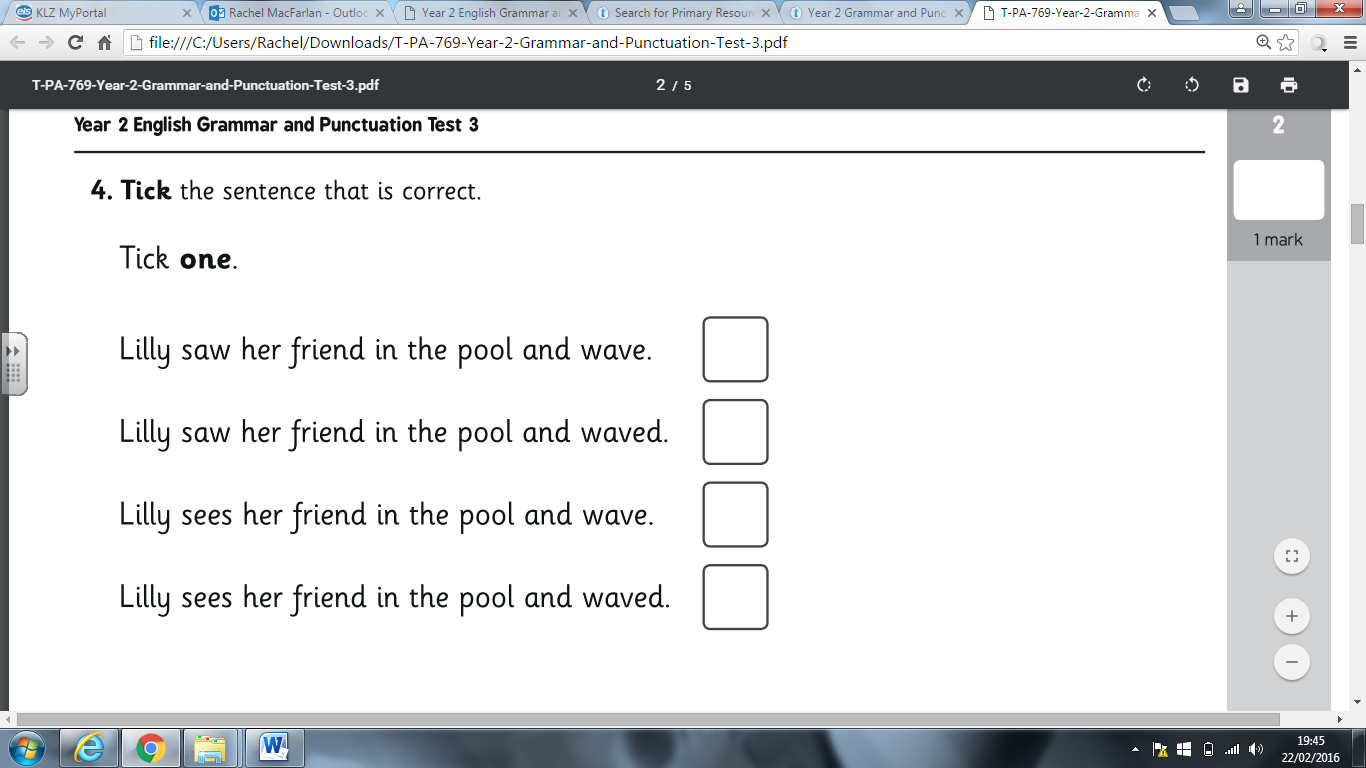 KLZ MyPortal
Rachel MacFarlan - Outloc
Year 2 English Grammar a
Search for Primary Resour
Year 2 Grammar and Punc
T-PA-769-Year-2-Gramma
file:///C:/Users/Rachel/Downloads/T-PA-769-Year-2-Grammar-and-Punctuation-Test-3.pdf
T-PA-769-Year-2-Grammar-and-Punctuation-Test-3.pdf
2 / 5
Year 2 English Grammar and Punctuation Test 3
2
4. Tick the sentence that is correct.
1 mark
Tick one.
Lilly saw her friend in the pool and wave.
Lilly saw her friend in the pool and waved.
Lilly sees her friend in the pool and wave.
Lilly sees her friend in the pool and waved.
19:45
22/02/2016